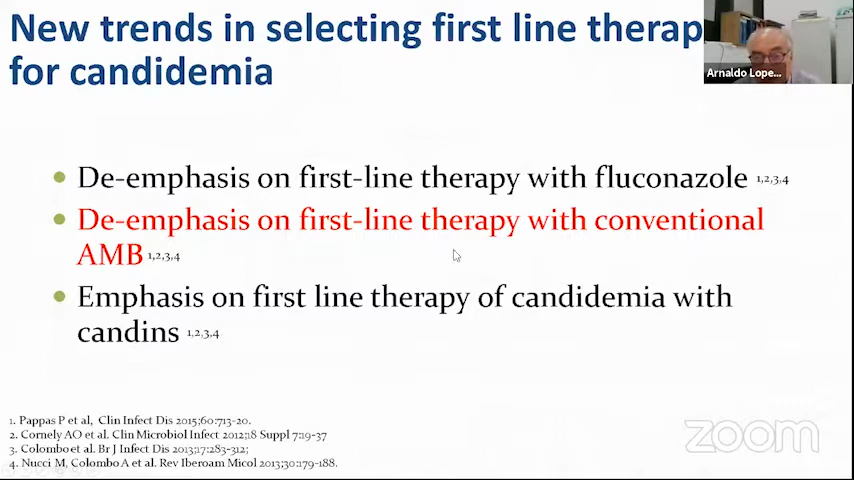 New trends in selecting first line therap
for candidemia
Arnaldo Lope...
• De-emphasis on first-line therapy with fluconazole 1,2,3,4
• De-emphasis on first-line therapy with conventional
AMB 1,2,3,4
• Emphasis on first line therapy of candidemia with
candins 1,2,3,4
1. Pappas P et al, Clin Infect Dis 2015;60:713-20.
2. Cornely AO et al. Clin Microbiol Infect 2012;18 Suppl 7:19-37
3. Colombo et al. Br J Infect Dis 2013;17:283-312;
4. Nucci M, Colombo A et al. Rev Iberoam Micol 2013;30:179-188.
zoom